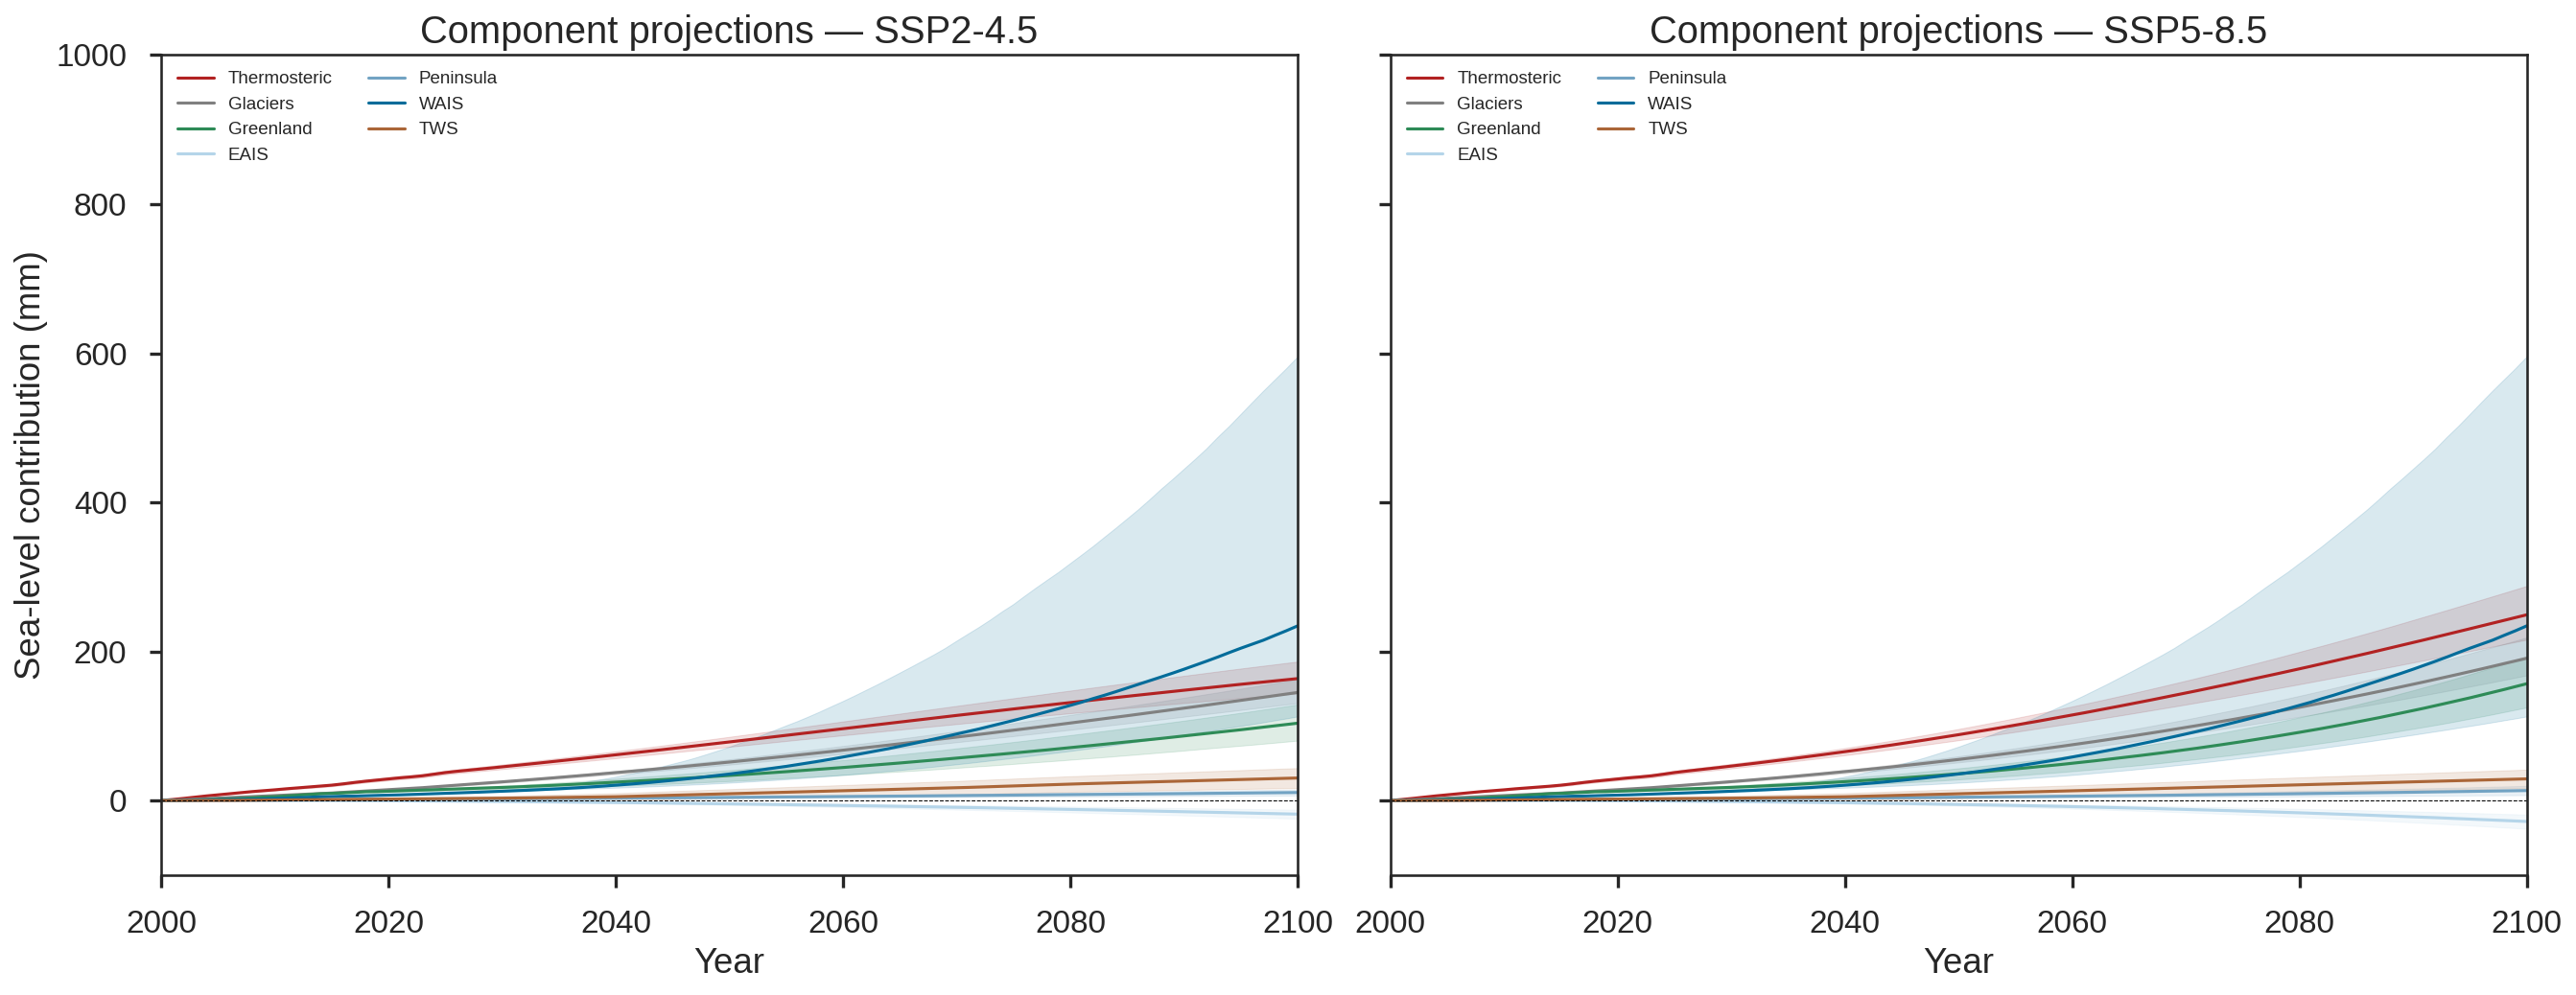 Component projections — SSP2-4.5
Component projections — SSP5-8.5
Sea-level contribution (mm)
1000
800
600
400
200
0
Thermosteric
Glaciers
Greenland
EAIS
Peninsula
WAIS
TWS
2000
2020
2040
2060
2080
2100
Year
Thermosteric
Glaciers
Greenland
EAIS
Peninsula
WAIS
TWS
2000
2020
2040
2060
2080
2100
Year